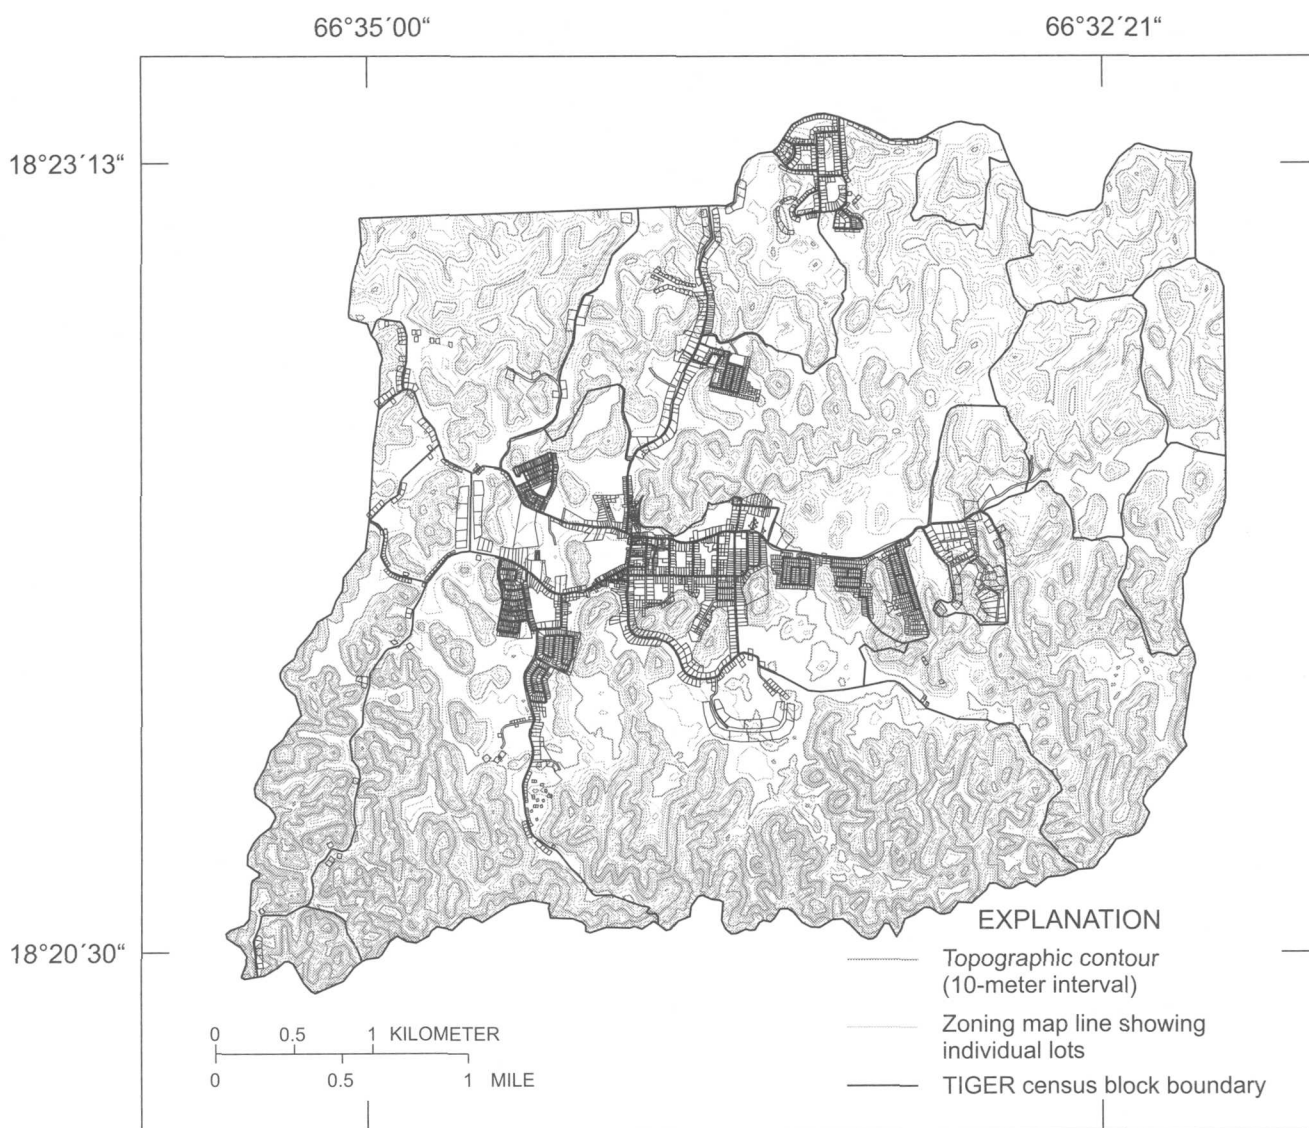 66°35´00“ 66°32´21“
18°23´13“
18°20´30“
EXPLANATION
Topographic contour
(10-meter interval)
Zoning map line showing
individual lots
TIGER census block boundary
0 0.5 1 KILOMETER
0 0.5 1 MILE